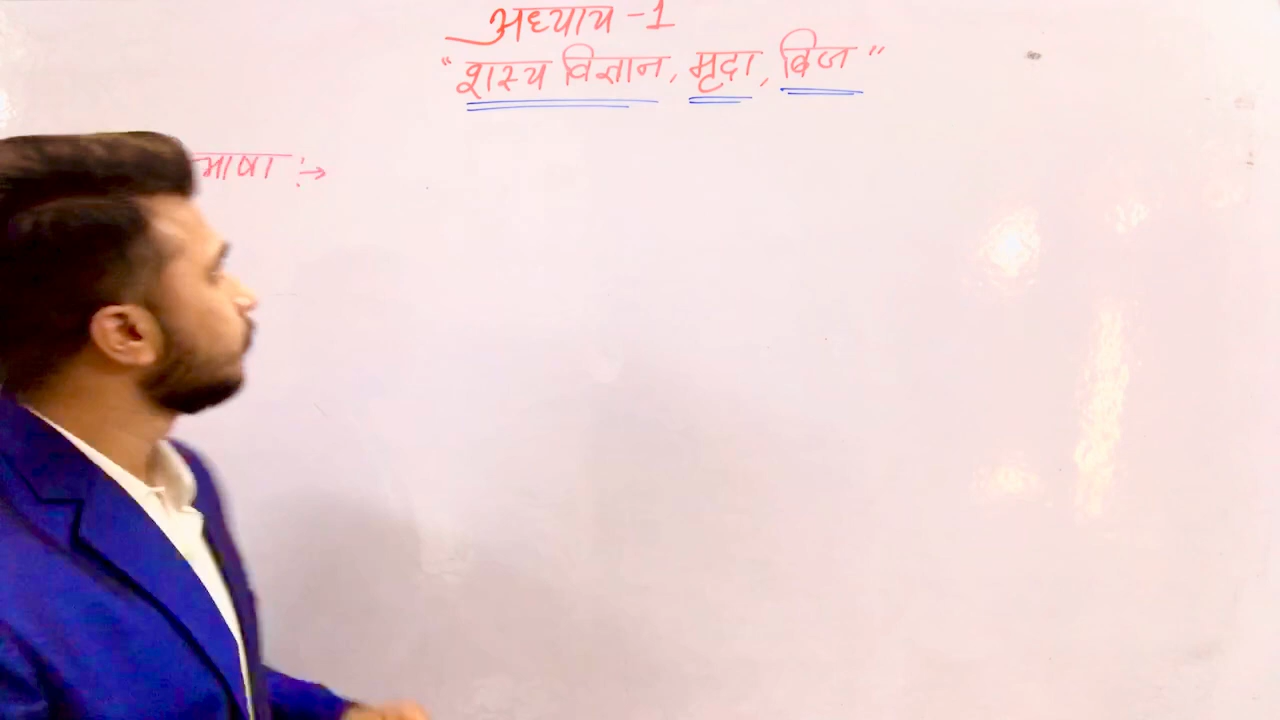 अध्याय -1
"शस्य विज्ञान, मृदा, बिज"
भाषा :→